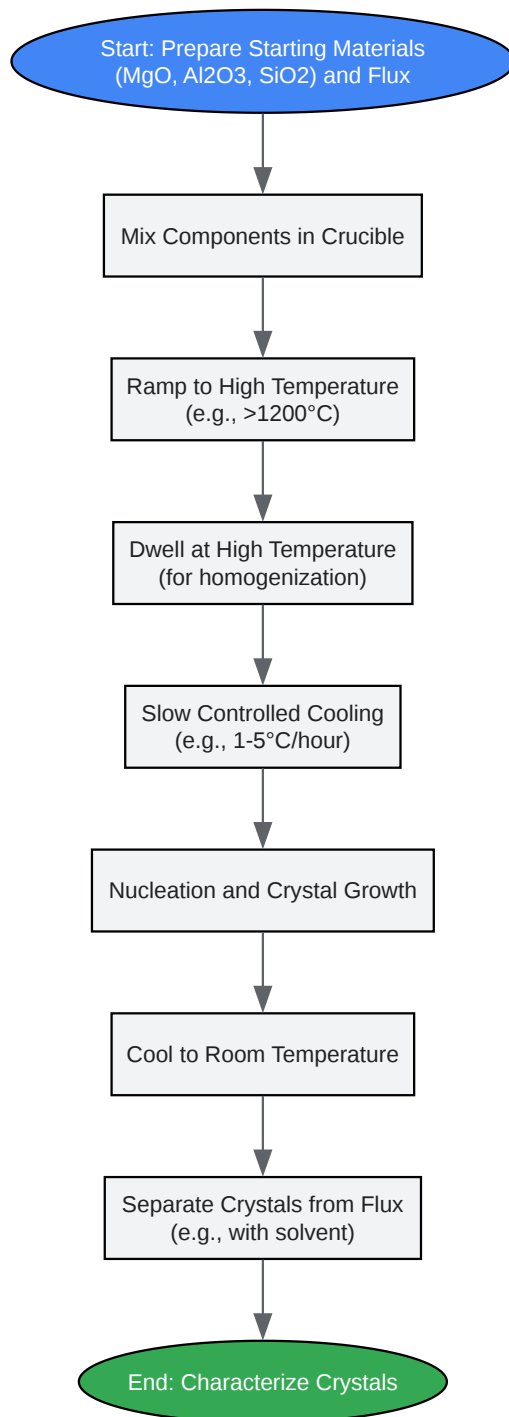 Start: Prepare Starting Materials
(MgO, Al2O3, SiO2) and Flux
Mix Components in Crucible
Ramp to High Temperature
(e.g., >1200°C)
Dwell at High Temperature
(for homogenization)
Slow Controlled Cooling
(e.g., 1-5°C/hour)
Nucleation and Crystal Growth
Cool to Room Temperature
Separate Crystals from Flux
(e.g., with solvent)
End: Characterize Crystals